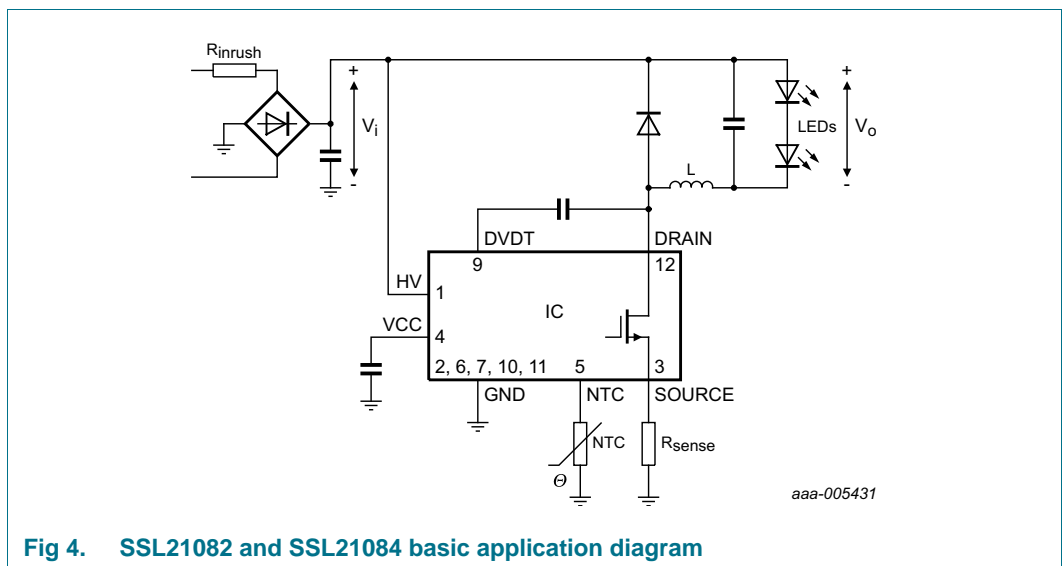 Rinrush
+
+
Vi
LEDs
Vo
-
L
-
DVDT
DRAIN
9
12
HV
1
IC
VCC
4
2, 6, 7, 10, 11
5
3
GND
NTC
SOURCE
NTC
Rsense
Θ
aaa-005431
Fig 4. SSL21082 and SSL21084 basic application diagram